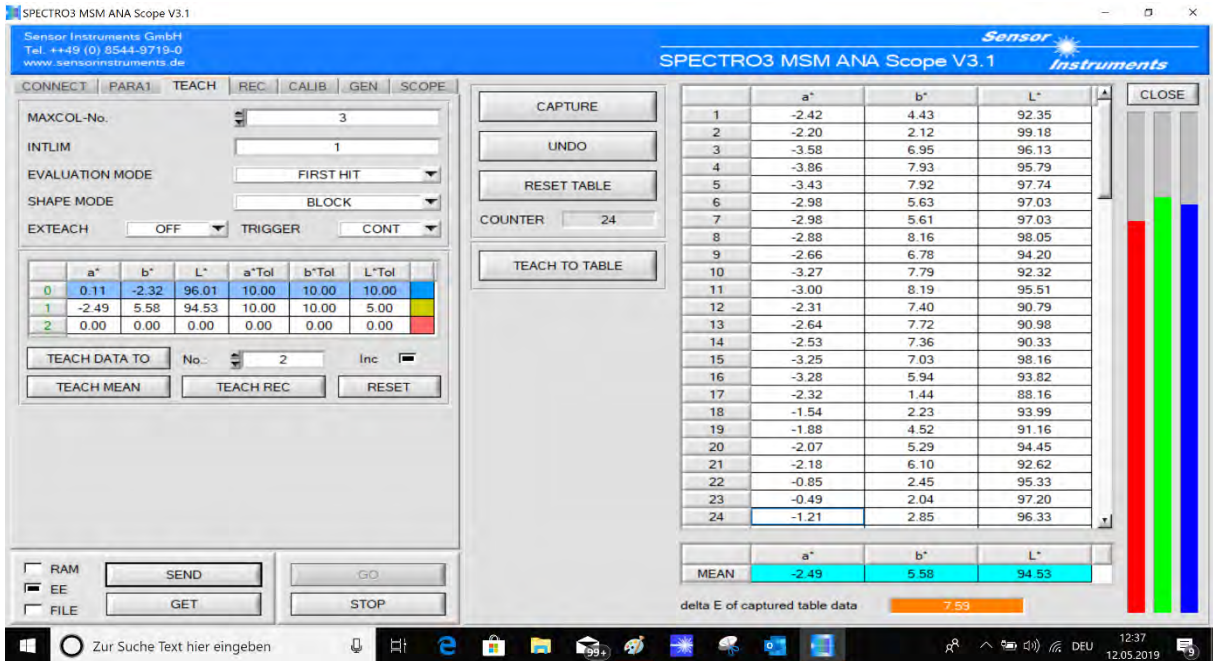 SPECTRO3 MSM ANA Scope V3.1
Sensor Instruments GmbH
Tel. ++49 (0) 8544-9719-0
www.sensorinstruments.de
SPECTRO3 MSM ANA Scope V3.1
Sensor
Instruments
CONNECT PARA1 TEACH REC CALIB GEN SCOPE
MAXCOL-No. 3
INTLIM 1
EVALUATION MODE FIRST HIT
SHAPE MODE BLOCK
EXTEACH OFF TRIGGER CONT
a* b* L* a*Tol b*Tol L*Tol
0 0.11 -2.32 96.01 10.00 10.00 10.00
1 -2.49 5.58 94.53 10.00 10.00 5.00
2 0.00 0.00 0.00 0.00 0.00 0.00
TEACH DATA TO No.: 2 Inc
TEACH MEAN TEACH REC RESET
RAM
EE
FILE
SEND GO
GET STOP
CAPTURE
UNDO
RESET TABLE
COUNTER 24
TEACH TO TABLE
CLOSE
a* b* L*
1 -2.42 4.43 92.35
2 -2.20 2.12 99.18
3 -3.58 6.95 96.13
4 -3.86 7.93 95.79
5 -3.43 7.92 97.74
6 -2.98 5.63 97.03
7 -2.98 5.61 97.03
8 -2.88 8.16 98.05
9 -2.66 6.78 94.20
10 -3.27 7.79 92.32
11 -3.00 8.19 95.51
12 -2.31 7.40 90.79
13 -2.64 7.72 90.98
14 -2.53 7.36 90.33
15 -3.25 7.03 98.16
16 -3.28 5.94 93.82
17 -2.32 1.44 88.16
18 -1.54 2.23 93.99
19 -1.88 4.52 91.16
20 -2.07 5.29 94.45
21 -2.18 6.10 92.62
22 -0.85 2.45 95.33
23 -0.49 2.04 97.20
24 -1.21 2.85 96.33
a* b* L*
MEAN -2.49 5.58 94.53
delta E of captured table data 7.59
Zur Suche Text hier eingeben
99+
DEU
12:37
12.05.2019
9